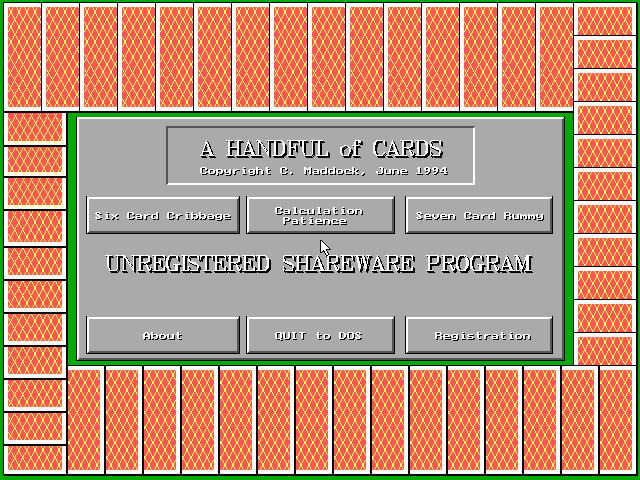 A HANDFUL of CARDS
Copyright C. Maddock, June 1994
Six Card Cribbage
Calculation
Patience
Seven Card Rummy
UNREGISTERED SHAREWARE PROGRAM
About
QUIT to DOS
Registration